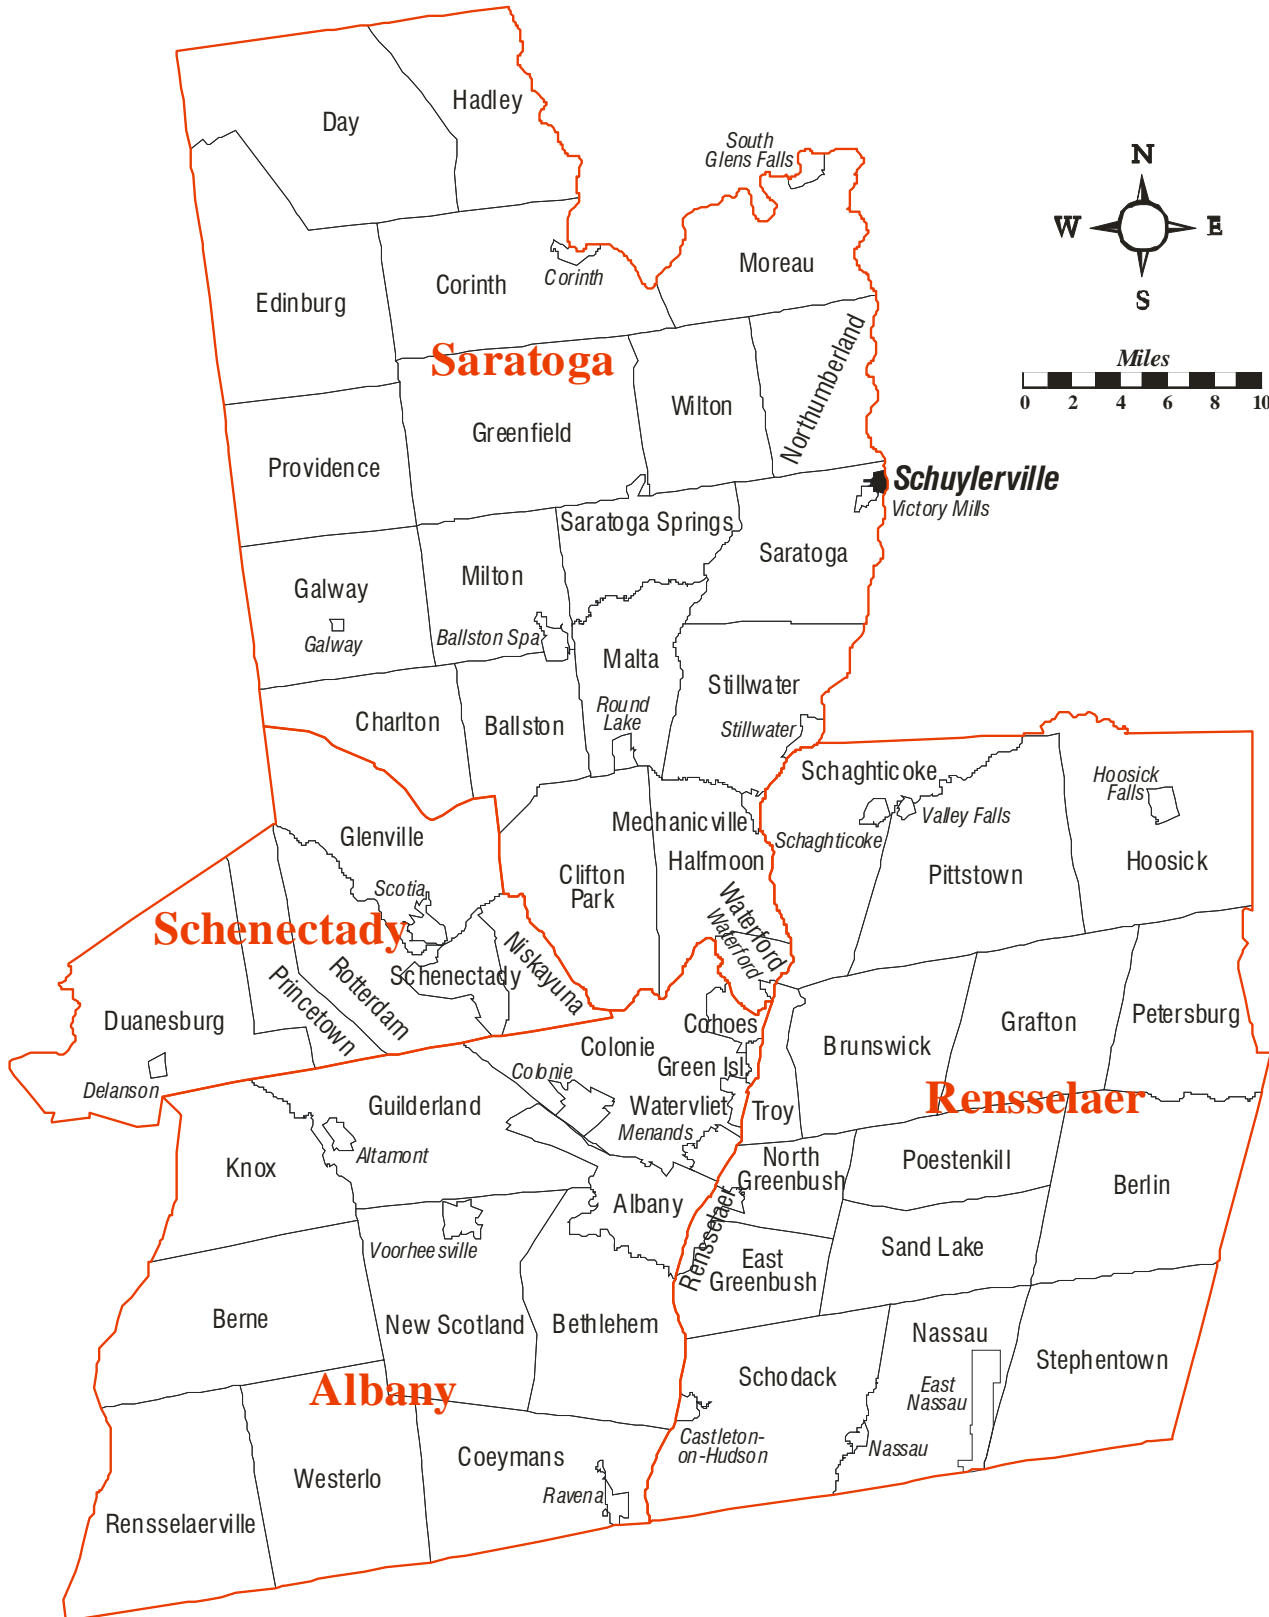 Hadley
Day
South
Glens Falls
N
W
E
S
Moreau
Corinth
Corinth
Edinburg
Saratoga
Northumberland
Miles
0 2 4 6 8 10
Wilton
Greenfield
Providence
Schuylerville
Victory Mills
Saratoga Springs
Saratoga
Milton
Galway
Galway
Ballston Spa
Malta
Stillwater
Round
Lake
Stillwater
Charlton
Ballston
Schaghticoke
Hoosick
Falls
Valley Falls
Schaghticoke
Mechanicville
Glenville
Halfmoon
Hoosick
Clifton
Park
Pittstown
Scotia
Schenectady
Waterford
Waterford
Niskayuna
Schenectady
Rotterdam
Princetown
Duanesburg
Delanson
Cohoes
Colonie
Green Isl.
Colonie
Brunswick
Grafton
Petersburg
Rensselaer
Guilderland
Watervliet
Menands
Troy
Altamont
Knox
North
Greenbush
Poestenkill
Berlin
Albany
Rensselaer
Voorheesville
Sand Lake
East
Greenbush
Berne
New Scotland
Bethlehem
Nassau
Stephentown
Schodack
East
Nassau
Albany
Castleton-
on-Hudson
Nassau
Coeymans
Westerlo
Ravena
Rensselaerville